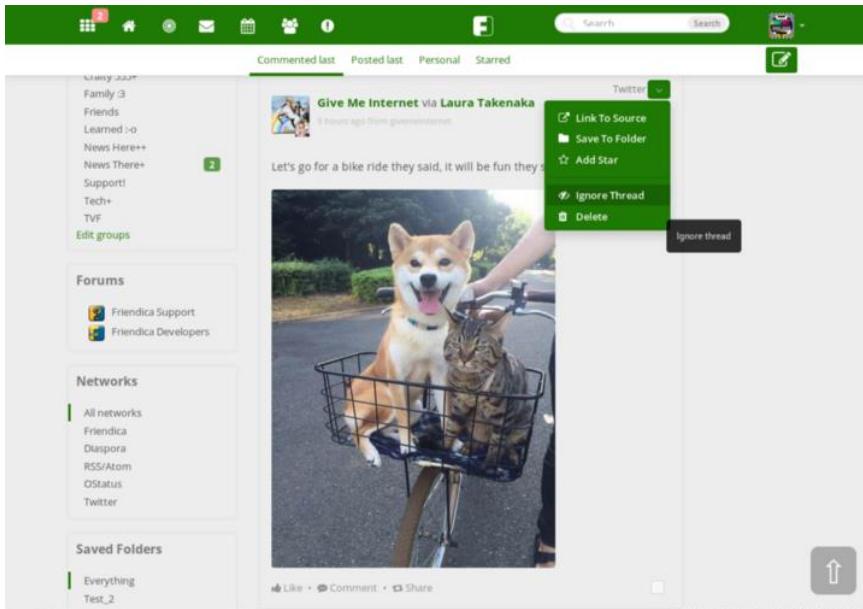 2
Search
Search
Commented last Posted last Personal Starred
Family :3
Friends
Learned :-o
News Here++
News There+ 2
Support!
Tech+
TVF
Edit groups
Forums
Friendica Support
Friendica Developers
Networks
All networks
Friendica
Diaspora
RSS/Atom
OStatus
Twitter
Saved Folders
Everything
Test_2
Twitter
Give Me Internet via Laura Takenaka
hours ago from givemeinternet
Let's go for a bike ride they said, it will be fun they
Link To Source
Save To Folder
Add Star
Ignore Thread
Delete
Ignore thread
Like • Comment • Share